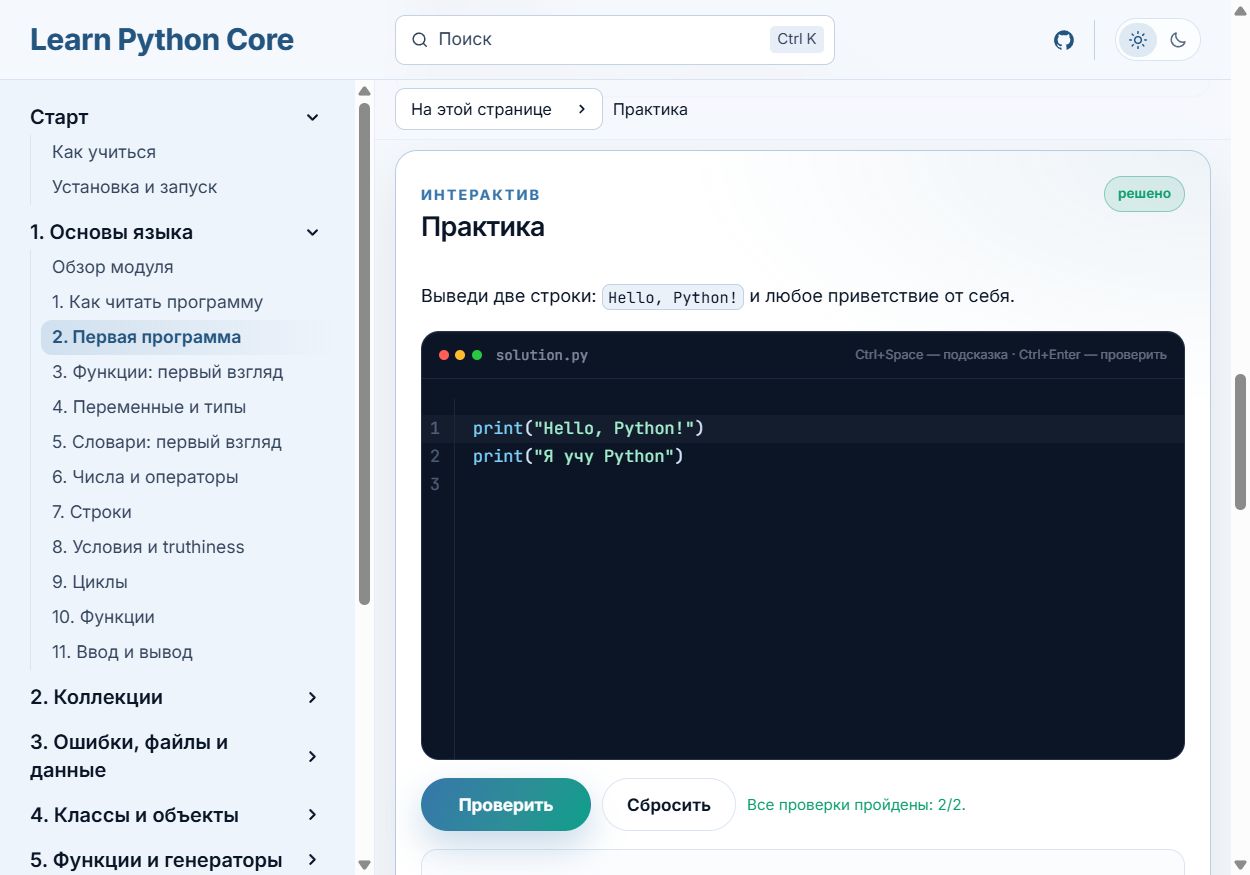 Learn Python Core
Поиск
Ctrl K
Старт
Как учиться
Установка и запуск
1. Основы языка
Обзор модуля
1. Как читать программу
2. Первая программа
3. Функции: первый взгляд
4. Переменные и типы
5. Словари: первый взгляд
6. Числа и операторы
7. Строки
8. Условия и truthiness
9. Циклы
10. Функции
11. Ввод и вывод
2. Коллекции
3. Ошибки, файлы и
данные
4. Классы и объекты
5. Функции и генераторы
На этой странице
Практика
ИНТЕРАКТИВ
решено
Практика
Выведи две строки: Hello, Python! и любое приветствие от себя.
solution.py
Ctrl+Space — подсказка · Ctrl+Enter — проверить
1 print("Hello, Python!")
2 print("Я учу Python")
3
Проверить
Сбросить
Все проверки пройдены: 2/2.